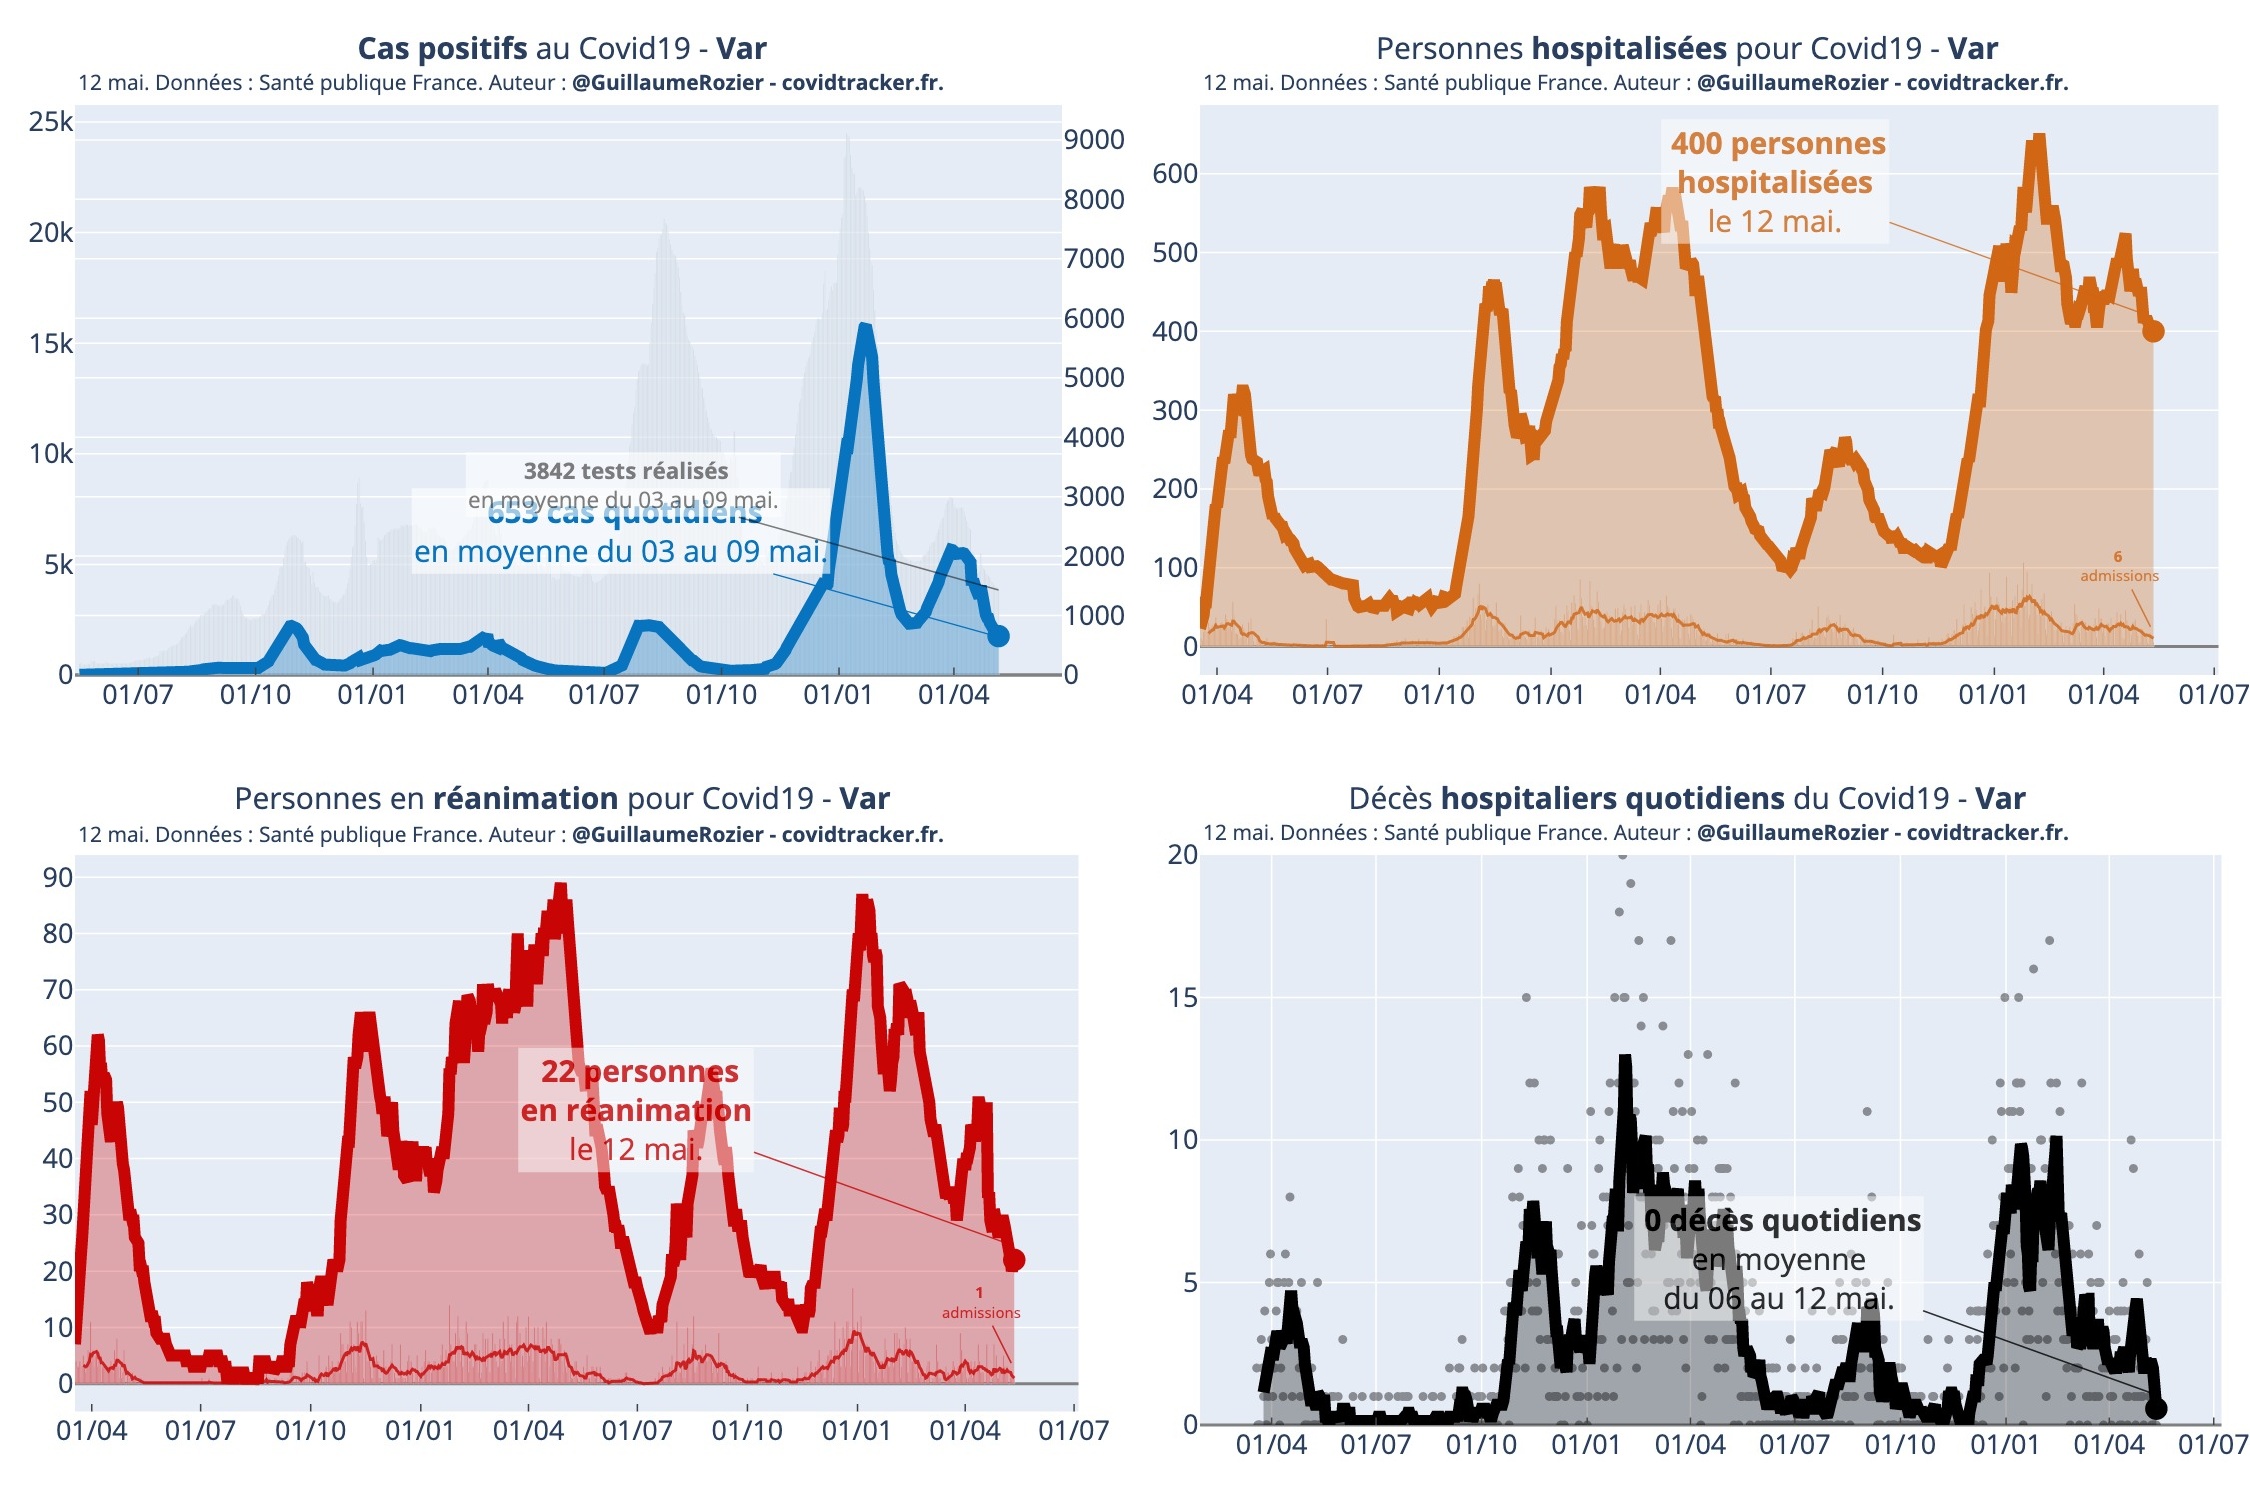 Cas positifs au Covid19 - Var
12 mai. Données : Santé publique France. Auteur : @GuillaumeRozier - covidtracker.fr.
25k
20k
15k
10k
5k
0
9000
8000
7000
6000
5000
4000
3000
2000
1000
0
3842 tests réalisés
en moyenne du 03 au 09 mai.
653 cas quotidiens
en moyenne du 03 au 09 mai.
01/07 01/10 01/01 01/04 01/07 01/10 01/01 01/04
Personnes hospitalisées pour Covid19 - Var
12 mai. Données : Santé publique France. Auteur : @GuillaumeRozier - covidtracker.fr.
600
500
400
300
200
100
0
400 personnes
hospitalisées
le 12 mai.
6
admissions
01/04 01/07 01/10 01/01 01/04 01/07 01/10 01/01 01/04 01/07
Personnes en réanimation pour Covid19 - Var
12 mai. Données : Santé publique France. Auteur : @GuillaumeRozier - covidtracker.fr.
90
80
70
60
50
40
30
20
10
0
22 personnes
en réanimation
le 12 mai.
1
admissions
01/04 01/07 01/10 01/01 01/04 01/07 01/10 01/01 01/04 01/07
Décès hospitaliers quotidiens du Covid19 - Var
12 mai. Données : Santé publique France. Auteur : @GuillaumeRozier - covidtracker.fr.
20
15
10
5
0
0 décès quotidiens
en moyenne
du 06 au 12 mai.
01/04 01/07 01/10 01/01 01/04 01/07 01/10 01/01 01/04 01/07